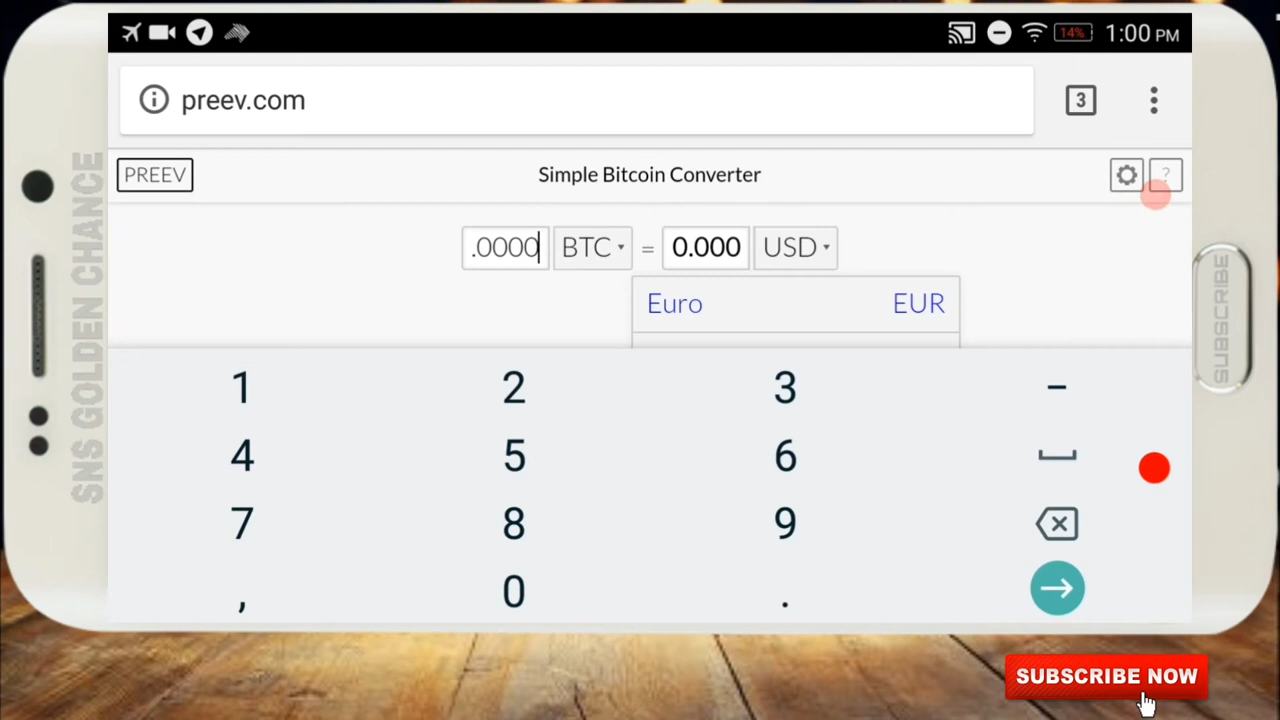 14% 1:00 PM
preev.com 3
PREEV Simple Bitcoin Converter ?
.0000 BTC = 0.000 USD
Euro EUR
1 2 3 -
4 5 6
7 8 9
, 0 .
SNS GOLDEN CHANCE
SUBSCRIBE
SUBSCRIBE NOW